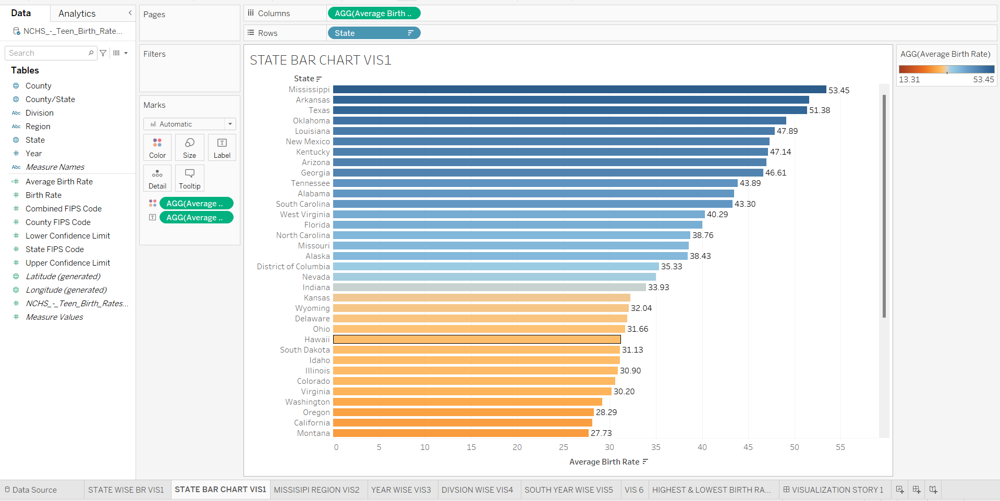 Data
Analytics
NCHS_-_Teen_Birth_Rate...
Search
Tables
County
County/State
Abc Division
Abc Region
State
Year
Abc Measure Names
Average Birth Rate
Birth Rate
Combined FIPS Code
County FIPS Code
Lower Confidence Limit
State FIPS Code
Upper Confidence Limit
Latitude (generated)
Longitude (generated)
NCHS_-_Teen_Birth_Rates...
Measure Values
Pages
Filters
Marks
Automatic
Color
Size
T
Label
Detail
Tooltip
AGG(Average ..
T AGG(Average ..
Columns
AGG(Average Birth ..
Rows
State
STATE BAR CHART VIS1
State
Mississippi 53.45
Arkansas
Texas 51.38
Oklahoma
Louisiana 47.89
New Mexico
Kentucky 47.14
Arizona
Georgia 46.61
Tennessee 43.89
Alabama
South Carolina 43.30
West Virginia 40.29
Florida
North Carolina 38.76
Missouri
Alaska 38.43
District of Columbia 35.33
Nevada
Indiana 33.93
Kansas
Wyoming 32.04
Delaware
Ohio 31.66
Hawaii
South Dakota 31.13
Idaho
Illinois 30.90
Colorado
Virginia 30.20
Washington
Oregon 28.29
California
Montana 27.73
0 5 10 15 20 25 30 35 40 45 50 55
Average Birth Rate
AGG(Average Birth Rate)
13.31 53.45
Data Source
STATE WISE BR VIS1
STATE BAR CHART VIS1
MISSISIPI REGION VIS2
YEAR WISE VIS3
DIVSION WISE VIS4
SOUTH YEAR WISE VIS5
VIS 6
HIGHEST & LOWEST BIRTH RA...
VISUALIZATION STORY 1